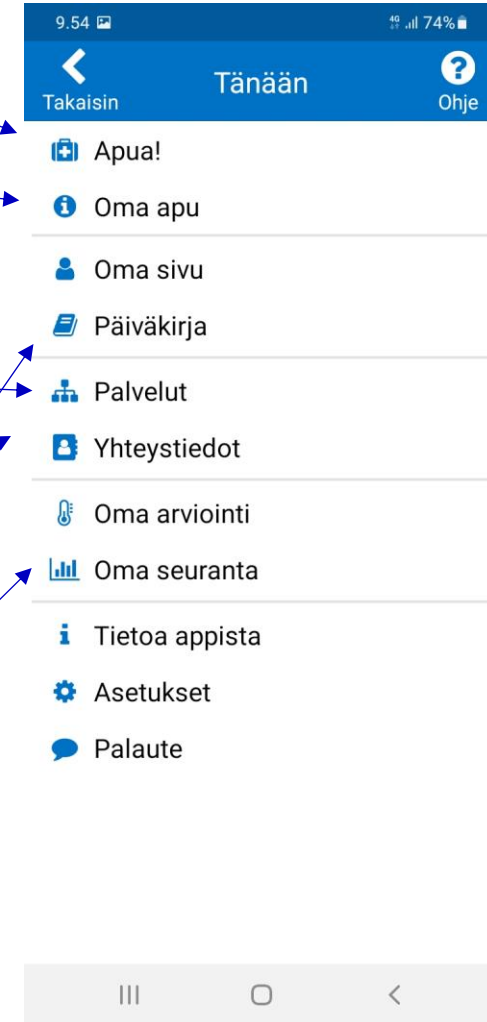 9.54 4G 74%
Takaisin Tänään Ohje
Apua!
Oma apu
Oma sivu
Päiväkirja
Palvelut
Yhteystiedot
Oma arviointi
Oma seuranta
Tietoa appista
Asetukset
Palaute